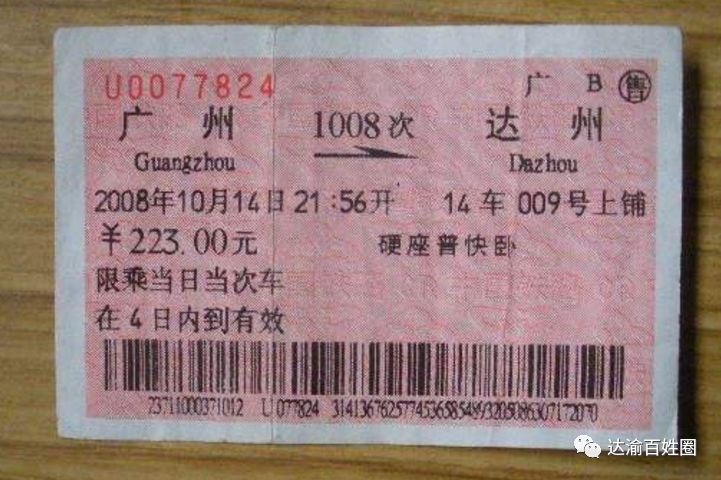 U0077824 广 B 售
广 州 1008次 达 州
Guangzhou Dazhou
2008年10月14日21:56开 14车009号上铺
￥223.00元 硬座普快卧
限乘当日当次车
在4日内到有效
23711000371012 U1077824
达渝百姓圈